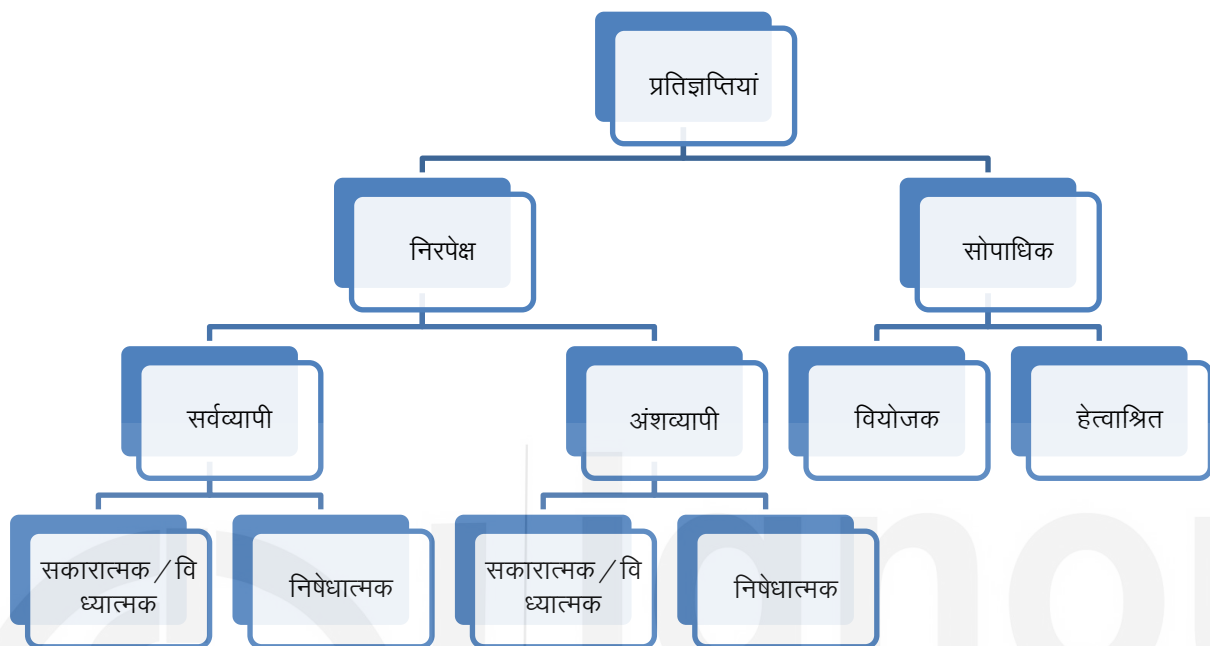 प्रतिज्ञप्तियां
निरपेक्ष
सोपाधिक
सर्वव्यापी
अंशव्यापी
वियोजक
हेत्वाश्रित
सकारात्मक/वि
ध्यात्मक
निषेधात्मक
सकारात्मक/वि
ध्यात्मक
निषेधात्मक